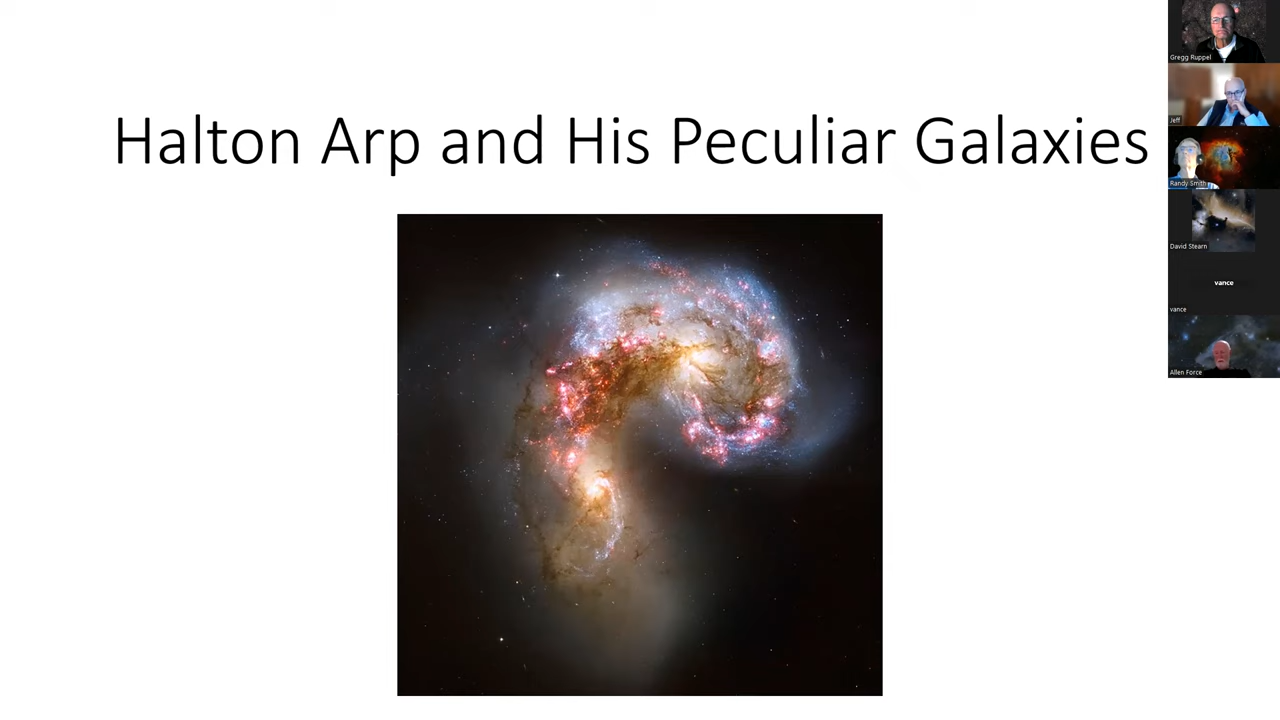 Halton Arp and His Peculiar Galaxies
Gregg Ruppel
Jeff
Randy Smith
David Stearn
vance
vance
Allen Force